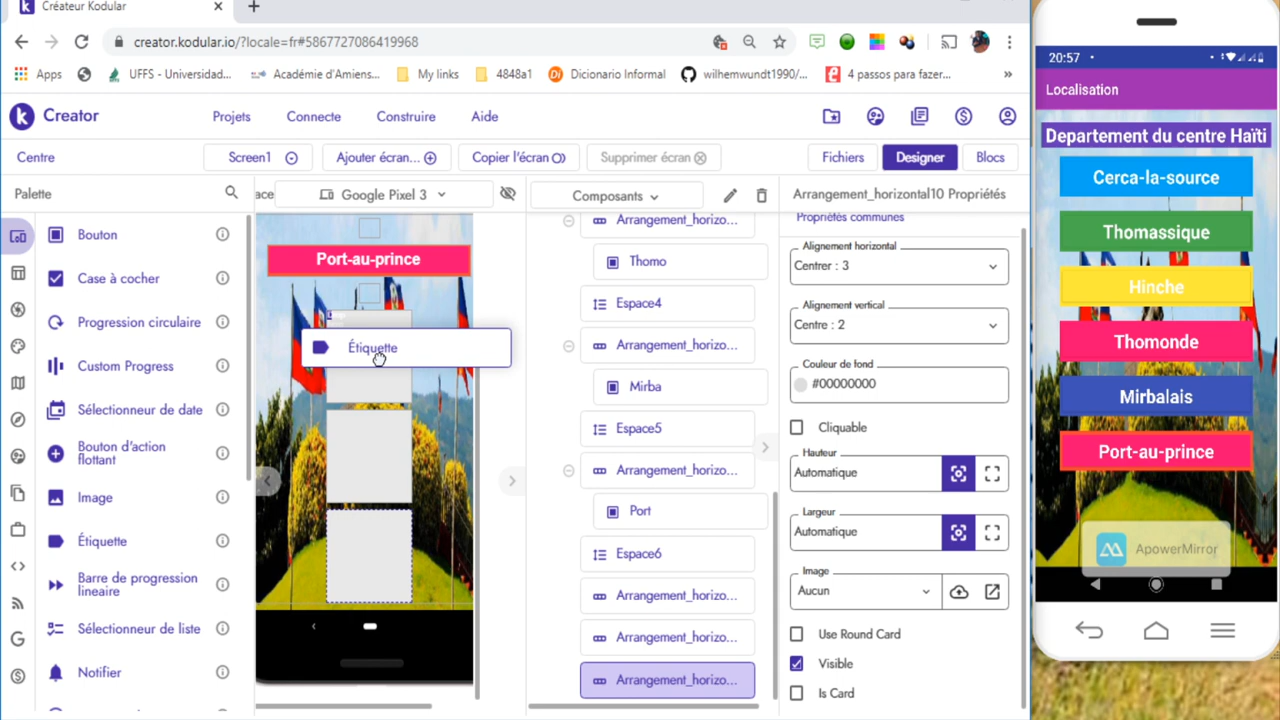 Créateur Kodular
creator.kodular.io/?locale=fr#5867727086419968
Apps
UFFS - Universidad...
Académie d'Amiens...
My links
4848a1
Dicionario Informal
wilhemwundt1990/...
4 passos para fazer...
»
Creator
Projets
Connecte
Construire
Aide
Centre
Screen1
Ajouter écran...
Copier l'écran
Supprimer écran
Fichiers
Designer
Blocs
Palette
Google Pixel 3
Composants
Arrangement_horizontal10 Propriétés
Bouton
Case à cocher
Progression circulaire
Custom Progress
Sélectionneur de date
Bouton d'action
flottant
Image
Étiquette
Barre de progression
lineaire
Sélectionneur de liste
Notifier
Port-au-prince
Étiquette
Arrangement_horizo...
Thomo
Espace4
Arrangement_horizo...
Mirba
Espace5
Arrangement_horizo...
Port
Espace6
Arrangement_horizo...
Arrangement_horizo...
Arrangement_horizo...
Propriétés communes
Alignement horizontal
Centrer : 3
Alignement vertical
Centre : 2
Couleur de fond
#00000000
Cliquable
Hauteur
Automatique
Largeur
Automatique
Image
Aucun
Use Round Card
Visible
Is Card
20:57
Localisation
Departement du centre Haïti
Cerca-la-source
Thomassique
Hinche
Thomonde
Mirbalais
Port-au-prince
ApowerMirror